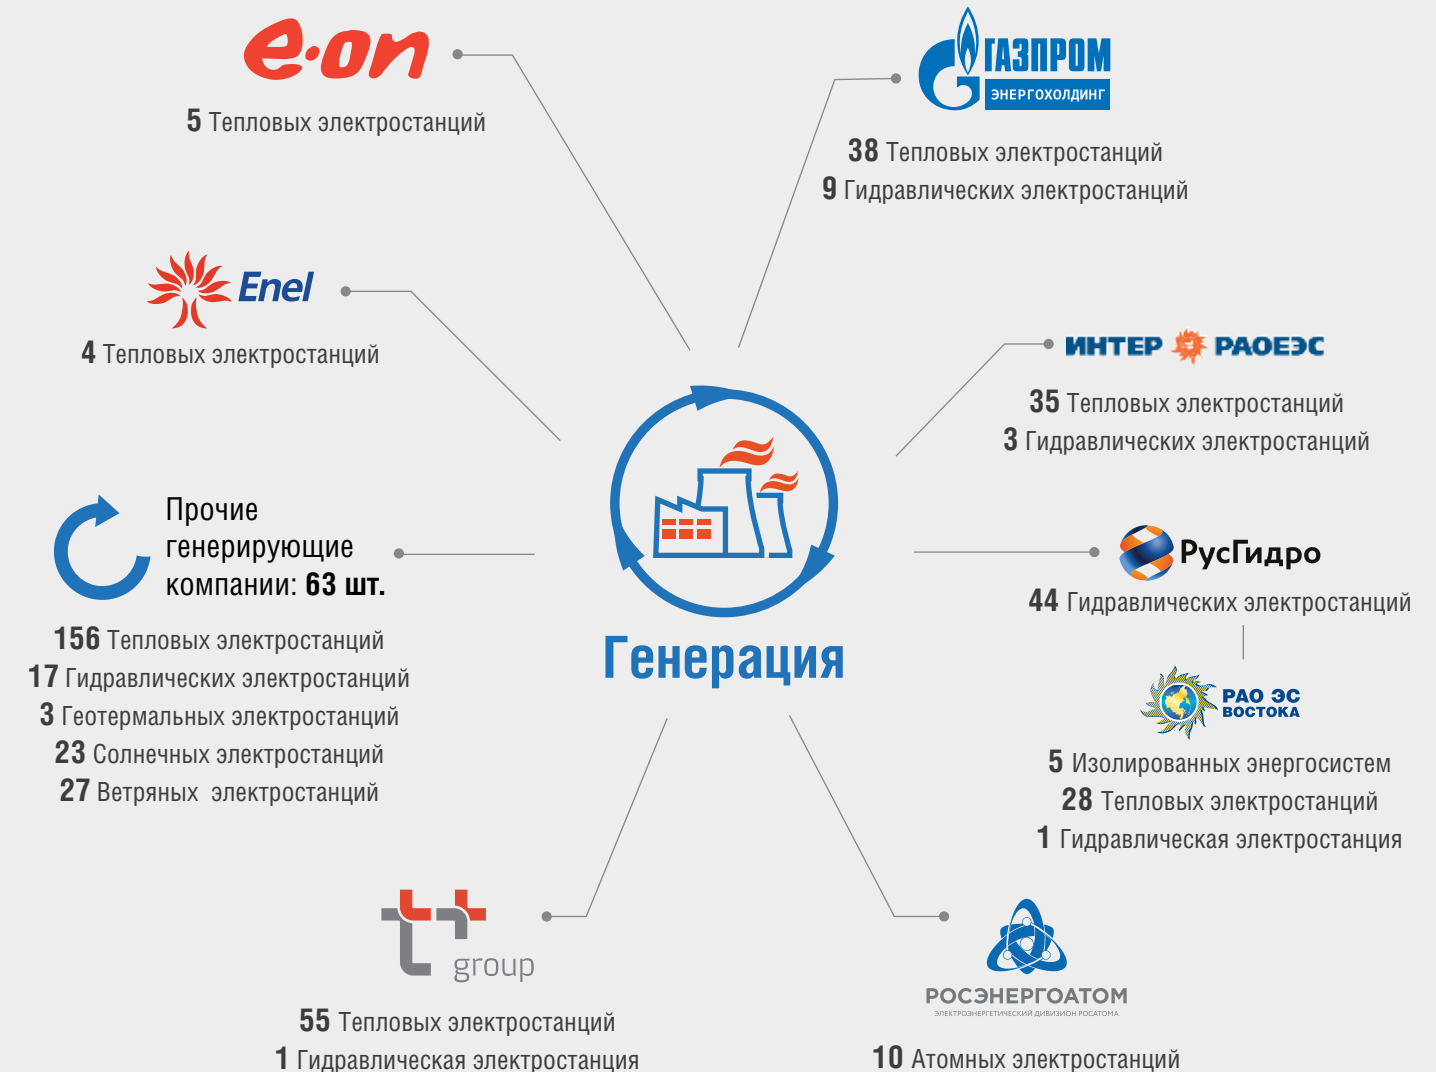 e·on
5 Тепловых электростанций
ГАЗПРОМ
ЭНЕРГОХОЛДИНГ
38 Тепловых электростанций
9 Гидравлических электростанций
Enel
4 Тепловых электростанций
ИНТЕР РАОЕЭС
35 Тепловых электростанций
3 Гидравлических электростанций
Прочие
генерирующие
компании: 63 шт.
156 Тепловых электростанций
17 Гидравлических электростанций
3 Геотермальных электростанций
23 Солнечных электростанций
27 Ветряных электростанций
Генерация
РусГидро
44 Гидравлических электростанций
РАО ЭС
ВОСТОКА
5 Изолированных энергосистем
28 Тепловых электростанций
1 Гидравлическая электростанция
t+
group
55 Тепловых электростанций
1 Гидравлическая электростанция
РОСЭНЕРГОАТОМ
ЭЛЕКТРОЭНЕРГЕТИЧЕСКИЙ ДИВИЗИОН РОСАТОМА
10 Атомных электростанций